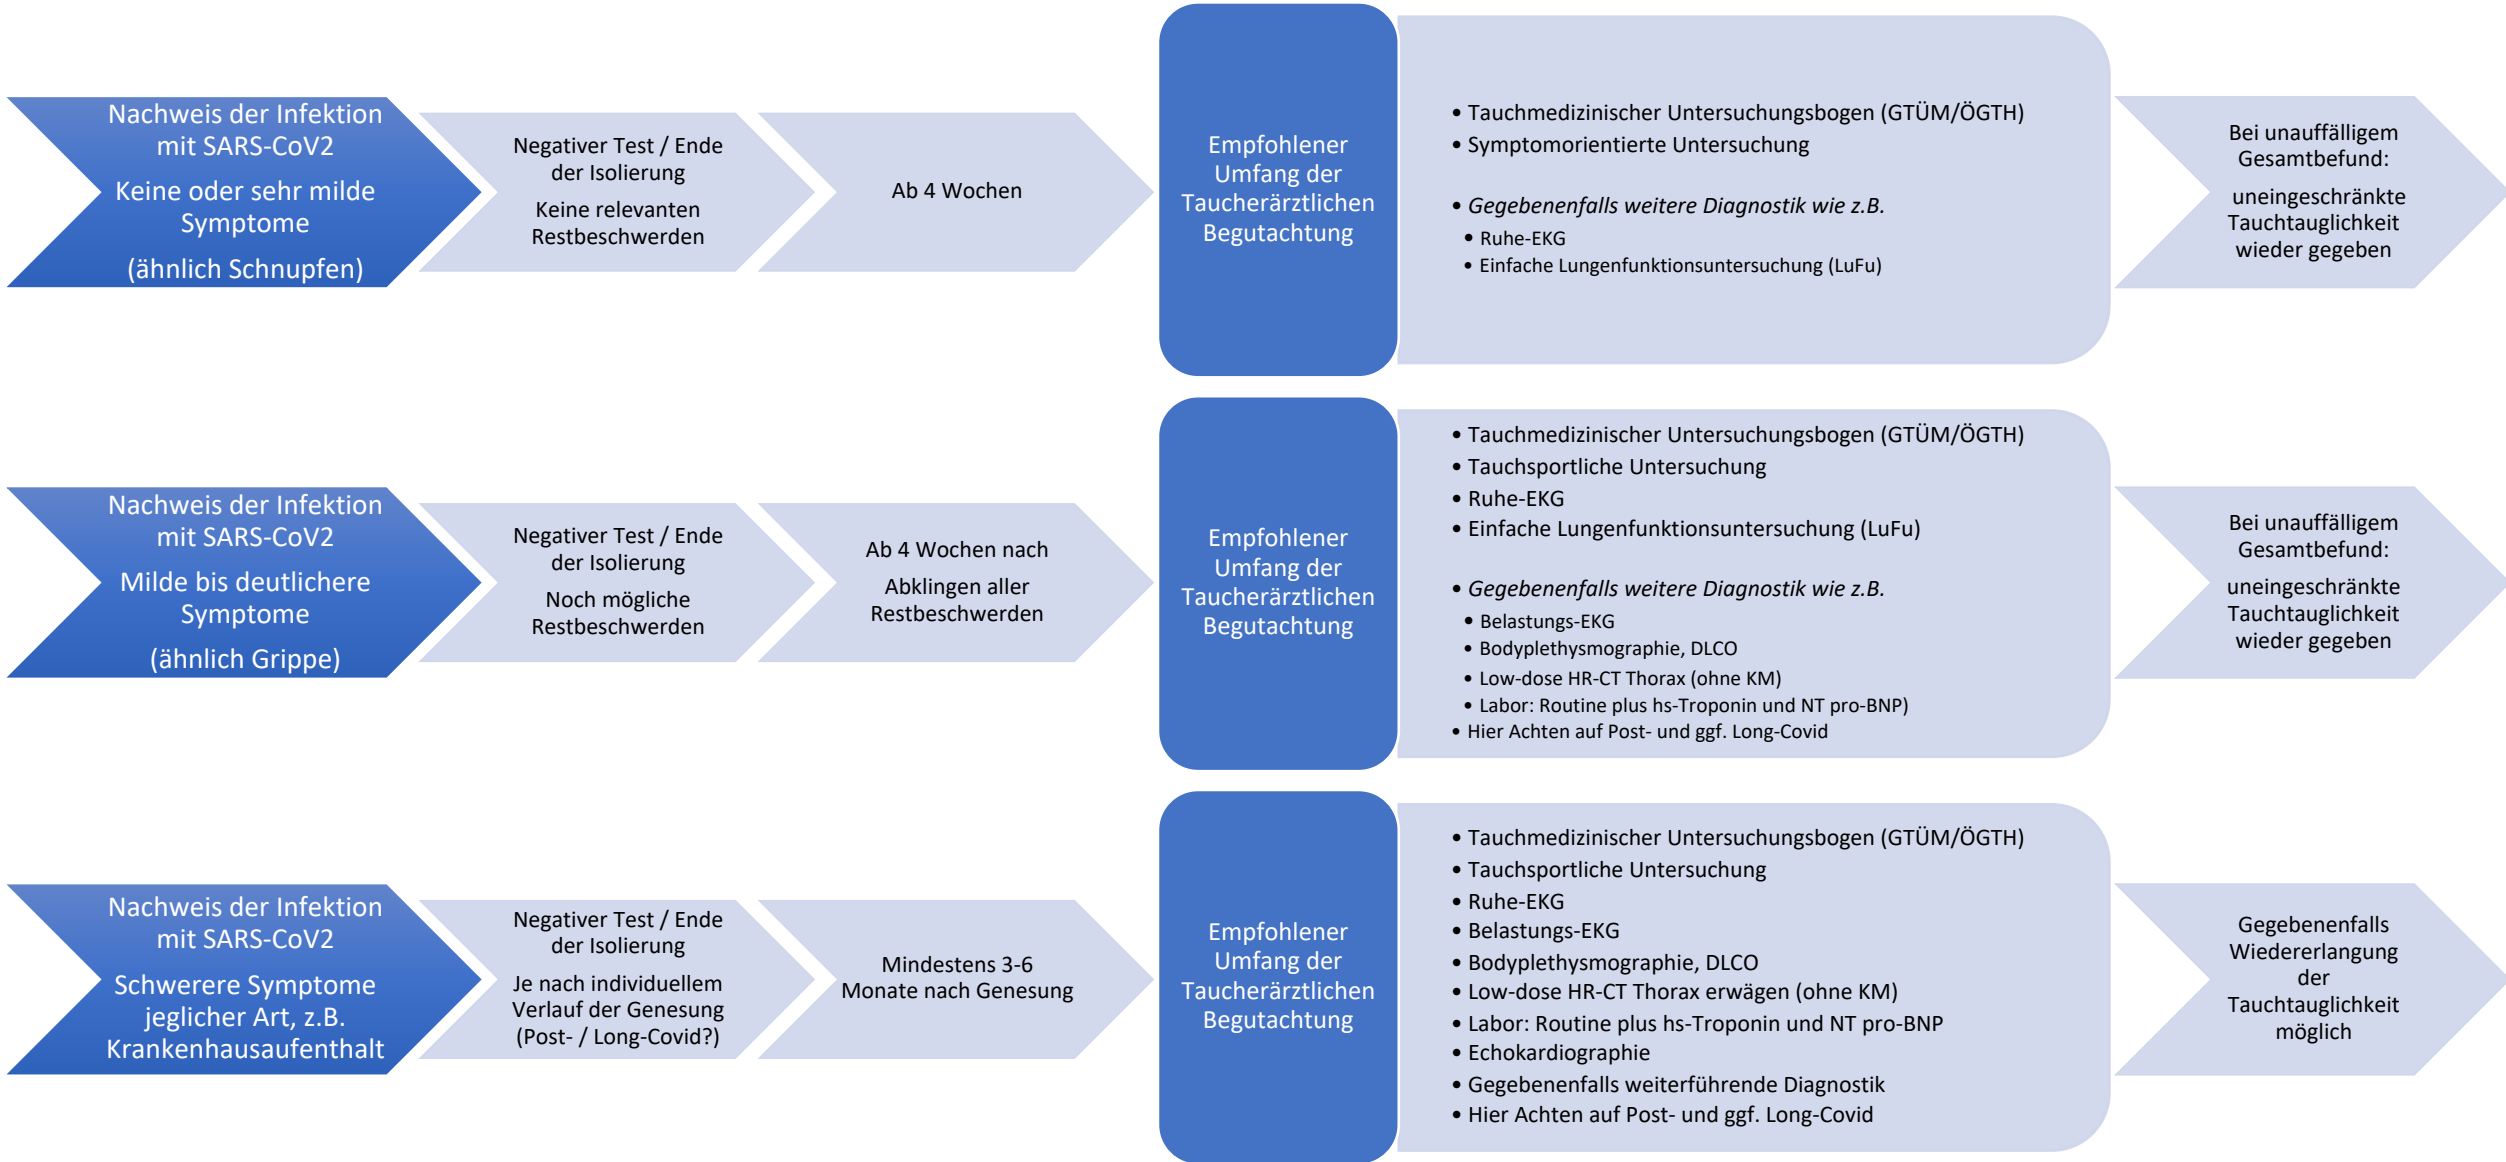 Nachweis der Infektion
mit SARS-CoV2
Keine oder sehr milde
Symptome
(ähnlich Schnupfen)
Negativer Test / Ende
der Isolierung
Keine relevanten
Restbeschwerden
Ab 4 Wochen
Empfohlener
Umfang der
Taucherärztlichen
Begutachtung
• Tauchmedizinischer Untersuchungsbogen (GTÜM/ÖGTH)
• Symptomorientierte Untersuchung
• Gegebenenfalls weitere Diagnostik wie z.B.
• Ruhe-EKG
• Einfache Lungenfunktionsuntersuchung (LuFu)
Bei unauffälligem
Gesamtbefund:
uneingeschränkte
Tauchtauglichkeit
wieder gegeben
Nachweis der Infektion
mit SARS-CoV2
Milde bis deutlichere
Symptome
(ähnlich Grippe)
Negativer Test / Ende
der Isolierung
Noch mögliche
Restbeschwerden
Ab 4 Wochen nach
Abklingen aller
Restbeschwerden
Empfohlener
Umfang der
Taucherärztlichen
Begutachtung
• Tauchmedizinischer Untersuchungsbogen (GTÜM/ÖGTH)
• Tauchsportliche Untersuchung
• Ruhe-EKG
• Einfache Lungenfunktionsuntersuchung (LuFu)
• Gegebenenfalls weitere Diagnostik wie z.B.
• Belastungs-EKG
• Bodyplethysmographie, DLCO
• Low-dose HR-CT Thorax (ohne KM)
• Labor: Routine plus hs-Troponin und NT pro-BNP)
• Hier Achten auf Post- und ggf. Long-Covid
Bei unauffälligem
Gesamtbefund:
uneingeschränkte
Tauchtauglichkeit
wieder gegeben
Nachweis der Infektion
mit SARS-CoV2
Schwerere Symptome
jeglicher Art, z.B.
Krankenhausaufenthalt
Negativer Test / Ende
der Isolierung
Je nach individuellem
Verlauf der Genesung
(Post- / Long-Covid?)
Mindestens 3-6
Monate nach Genesung
Empfohlener
Umfang der
Taucherärztlichen
Begutachtung
• Tauchmedizinischer Untersuchungsbogen (GTÜM/ÖGTH)
• Tauchsportliche Untersuchung
• Ruhe-EKG
• Belastungs-EKG
• Bodyplethysmographie, DLCO
• Low-dose HR-CT Thorax erwägen (ohne KM)
• Labor: Routine plus hs-Troponin und NT pro-BNP
• Echokardiographie
• Gegebenenfalls weiterführende Diagnostik
• Hier Achten auf Post- und ggf. Long-Covid
Gegebenenfalls
Wiedererlangung
der
Tauchtauglichkeit
möglich